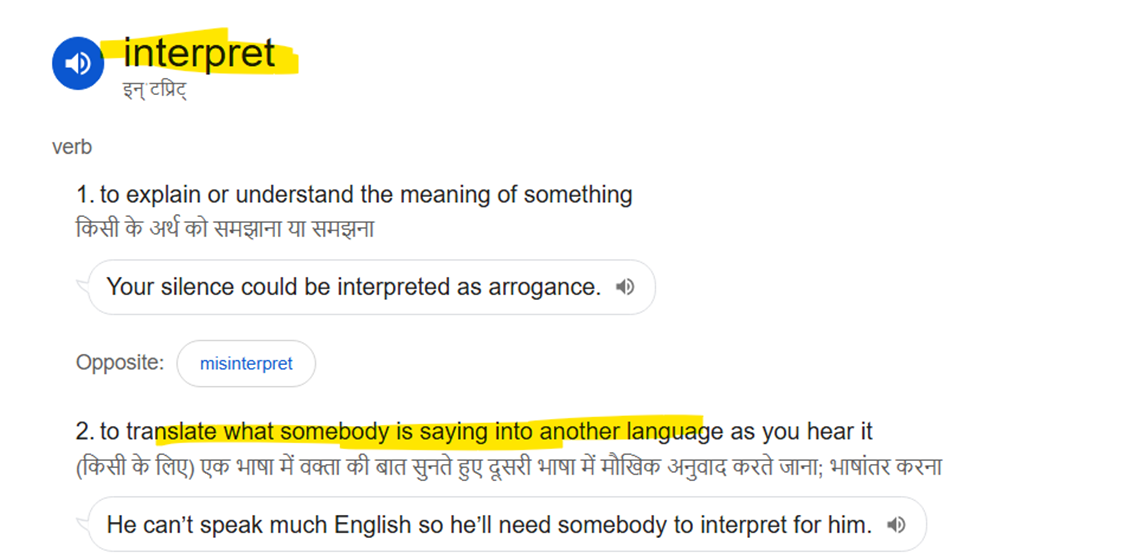 interpret
इन्ˈटप्रिट्
verb
1. to explain or understand the meaning of something
किसी के अर्थ को समझाना या समझना
Your silence could be interpreted as arrogance.
Opposite: misinterpret
2. to translate what somebody is saying into another language as you hear it
(किसी के लिए) एक भाषा में वक्ता की बात सुनते हुए दूसरी भाषा में मौखिक अनुवाद करते जाना; भाषांतर करना
He can’t speak much English so he’ll need somebody to interpret for him.